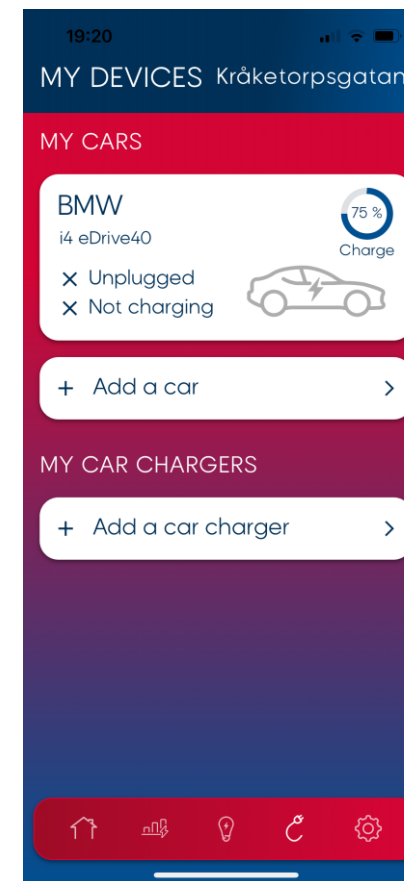 19:20
MY DEVICES Kråketorpsgatan
MY CARS
BMW
75 %
i4 eDrive40
Charge
Unplugged
Not charging
+ Add a car
MY CAR CHARGERS
+ Add a car charger